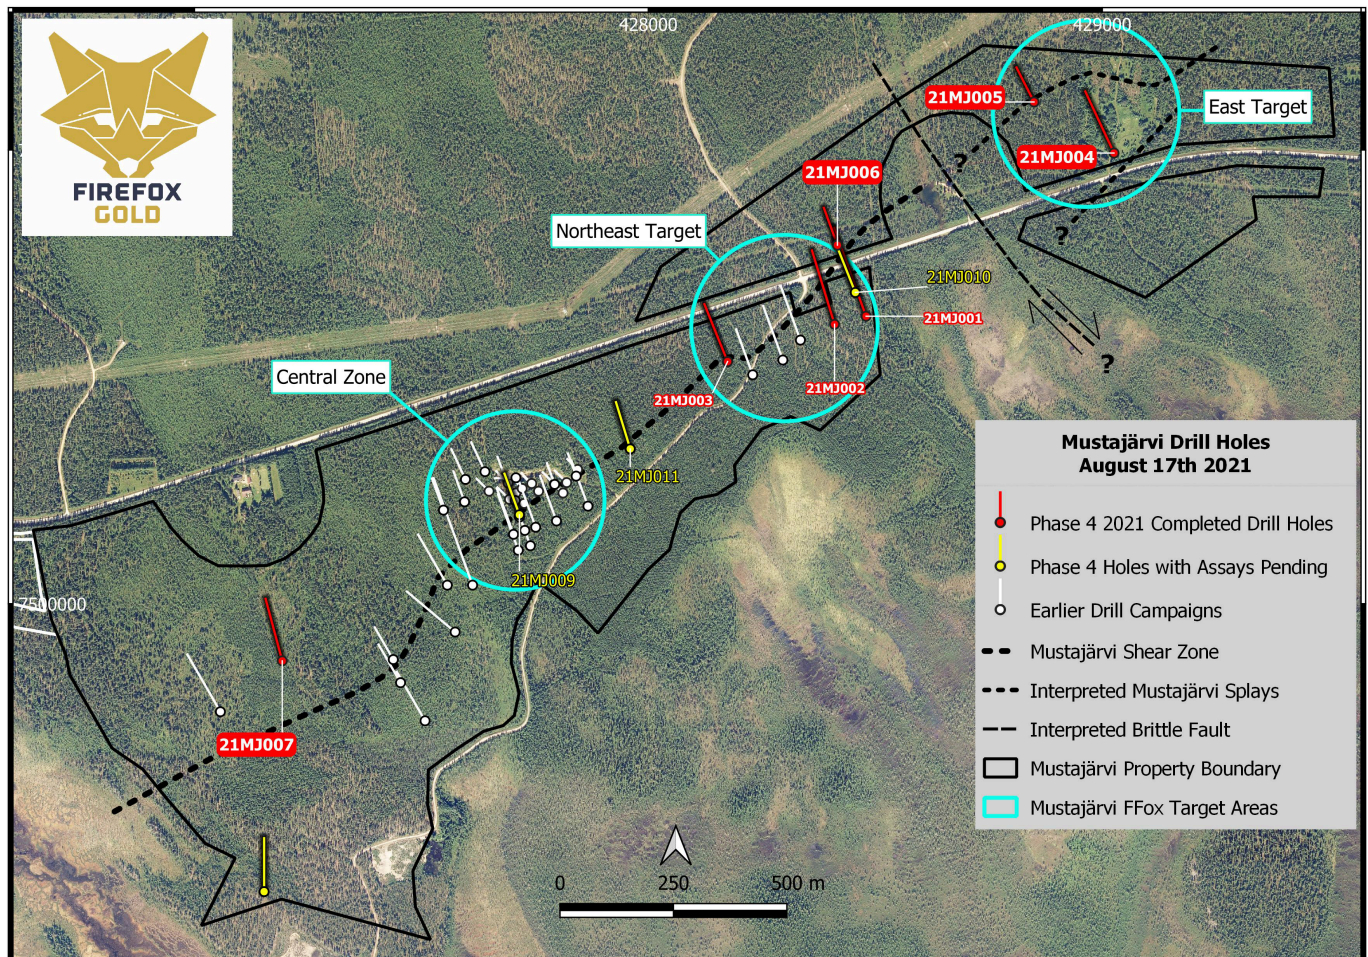 428000
429000
FIREFOX
GOLD
21MJ005
East Target
21MJ004
?
21MJ006
Northeast Target
?
21MJ010
21MJ001
?
Central Zone
21MJ002
21MJ003
21MJ011
21MJ009
7500000
21MJ007
Mustajärvi Drill Holes
August 17th 2021
Phase 4 2021 Completed Drill Holes
Phase 4 Holes with Assays Pending
Earlier Drill Campaigns
Mustajärvi Shear Zone
Interpreted Mustajärvi Splays
Interpreted Brittle Fault
Mustajärvi Property Boundary
Mustajärvi FFox Target Areas
0 250 500 m